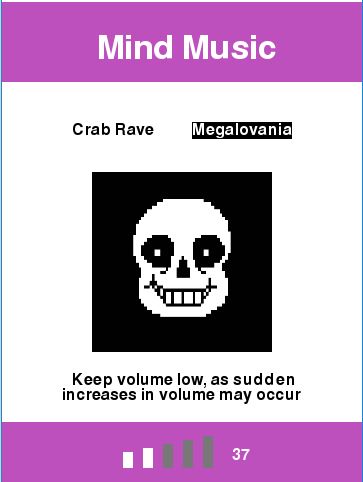 Mind Music
Crab Rave Megalovania
Keep volume low, as sudden
increases in volume may occur
37